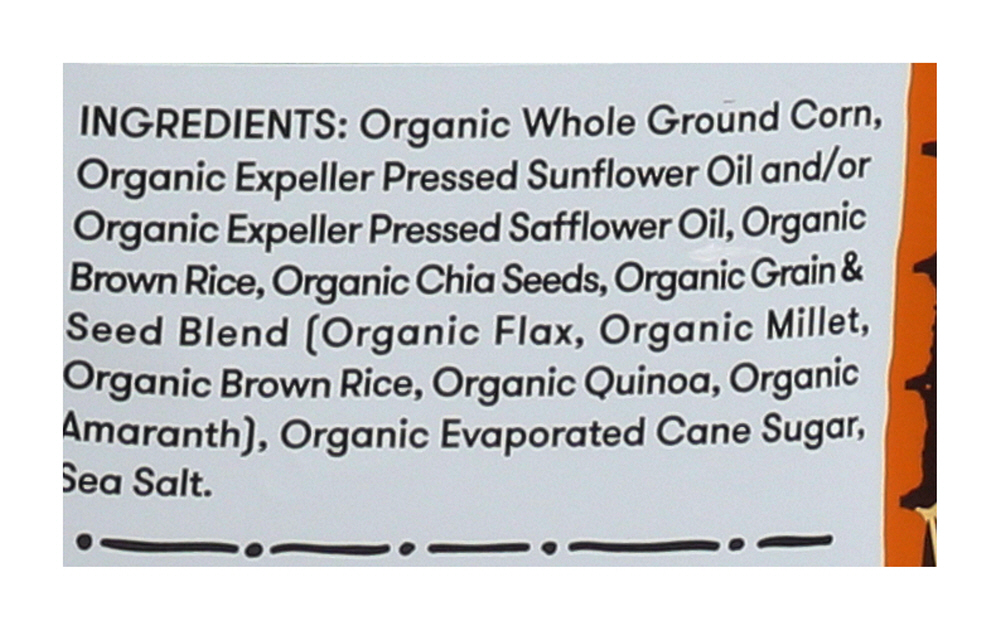 INGREDIENTS: Organic Whole Ground Corn,
Organic Expeller Pressed Sunflower Oil and/or
Organic Expeller Pressed Safflower Oil, Organic
Brown Rice, Organic Chia Seeds, Organic Grain &
Seed Blend (Organic Flax, Organic Millet,
Organic Brown Rice, Organic Quinoa, Organic
Amaranth), Organic Evaporated Cane Sugar,
Sea Salt.